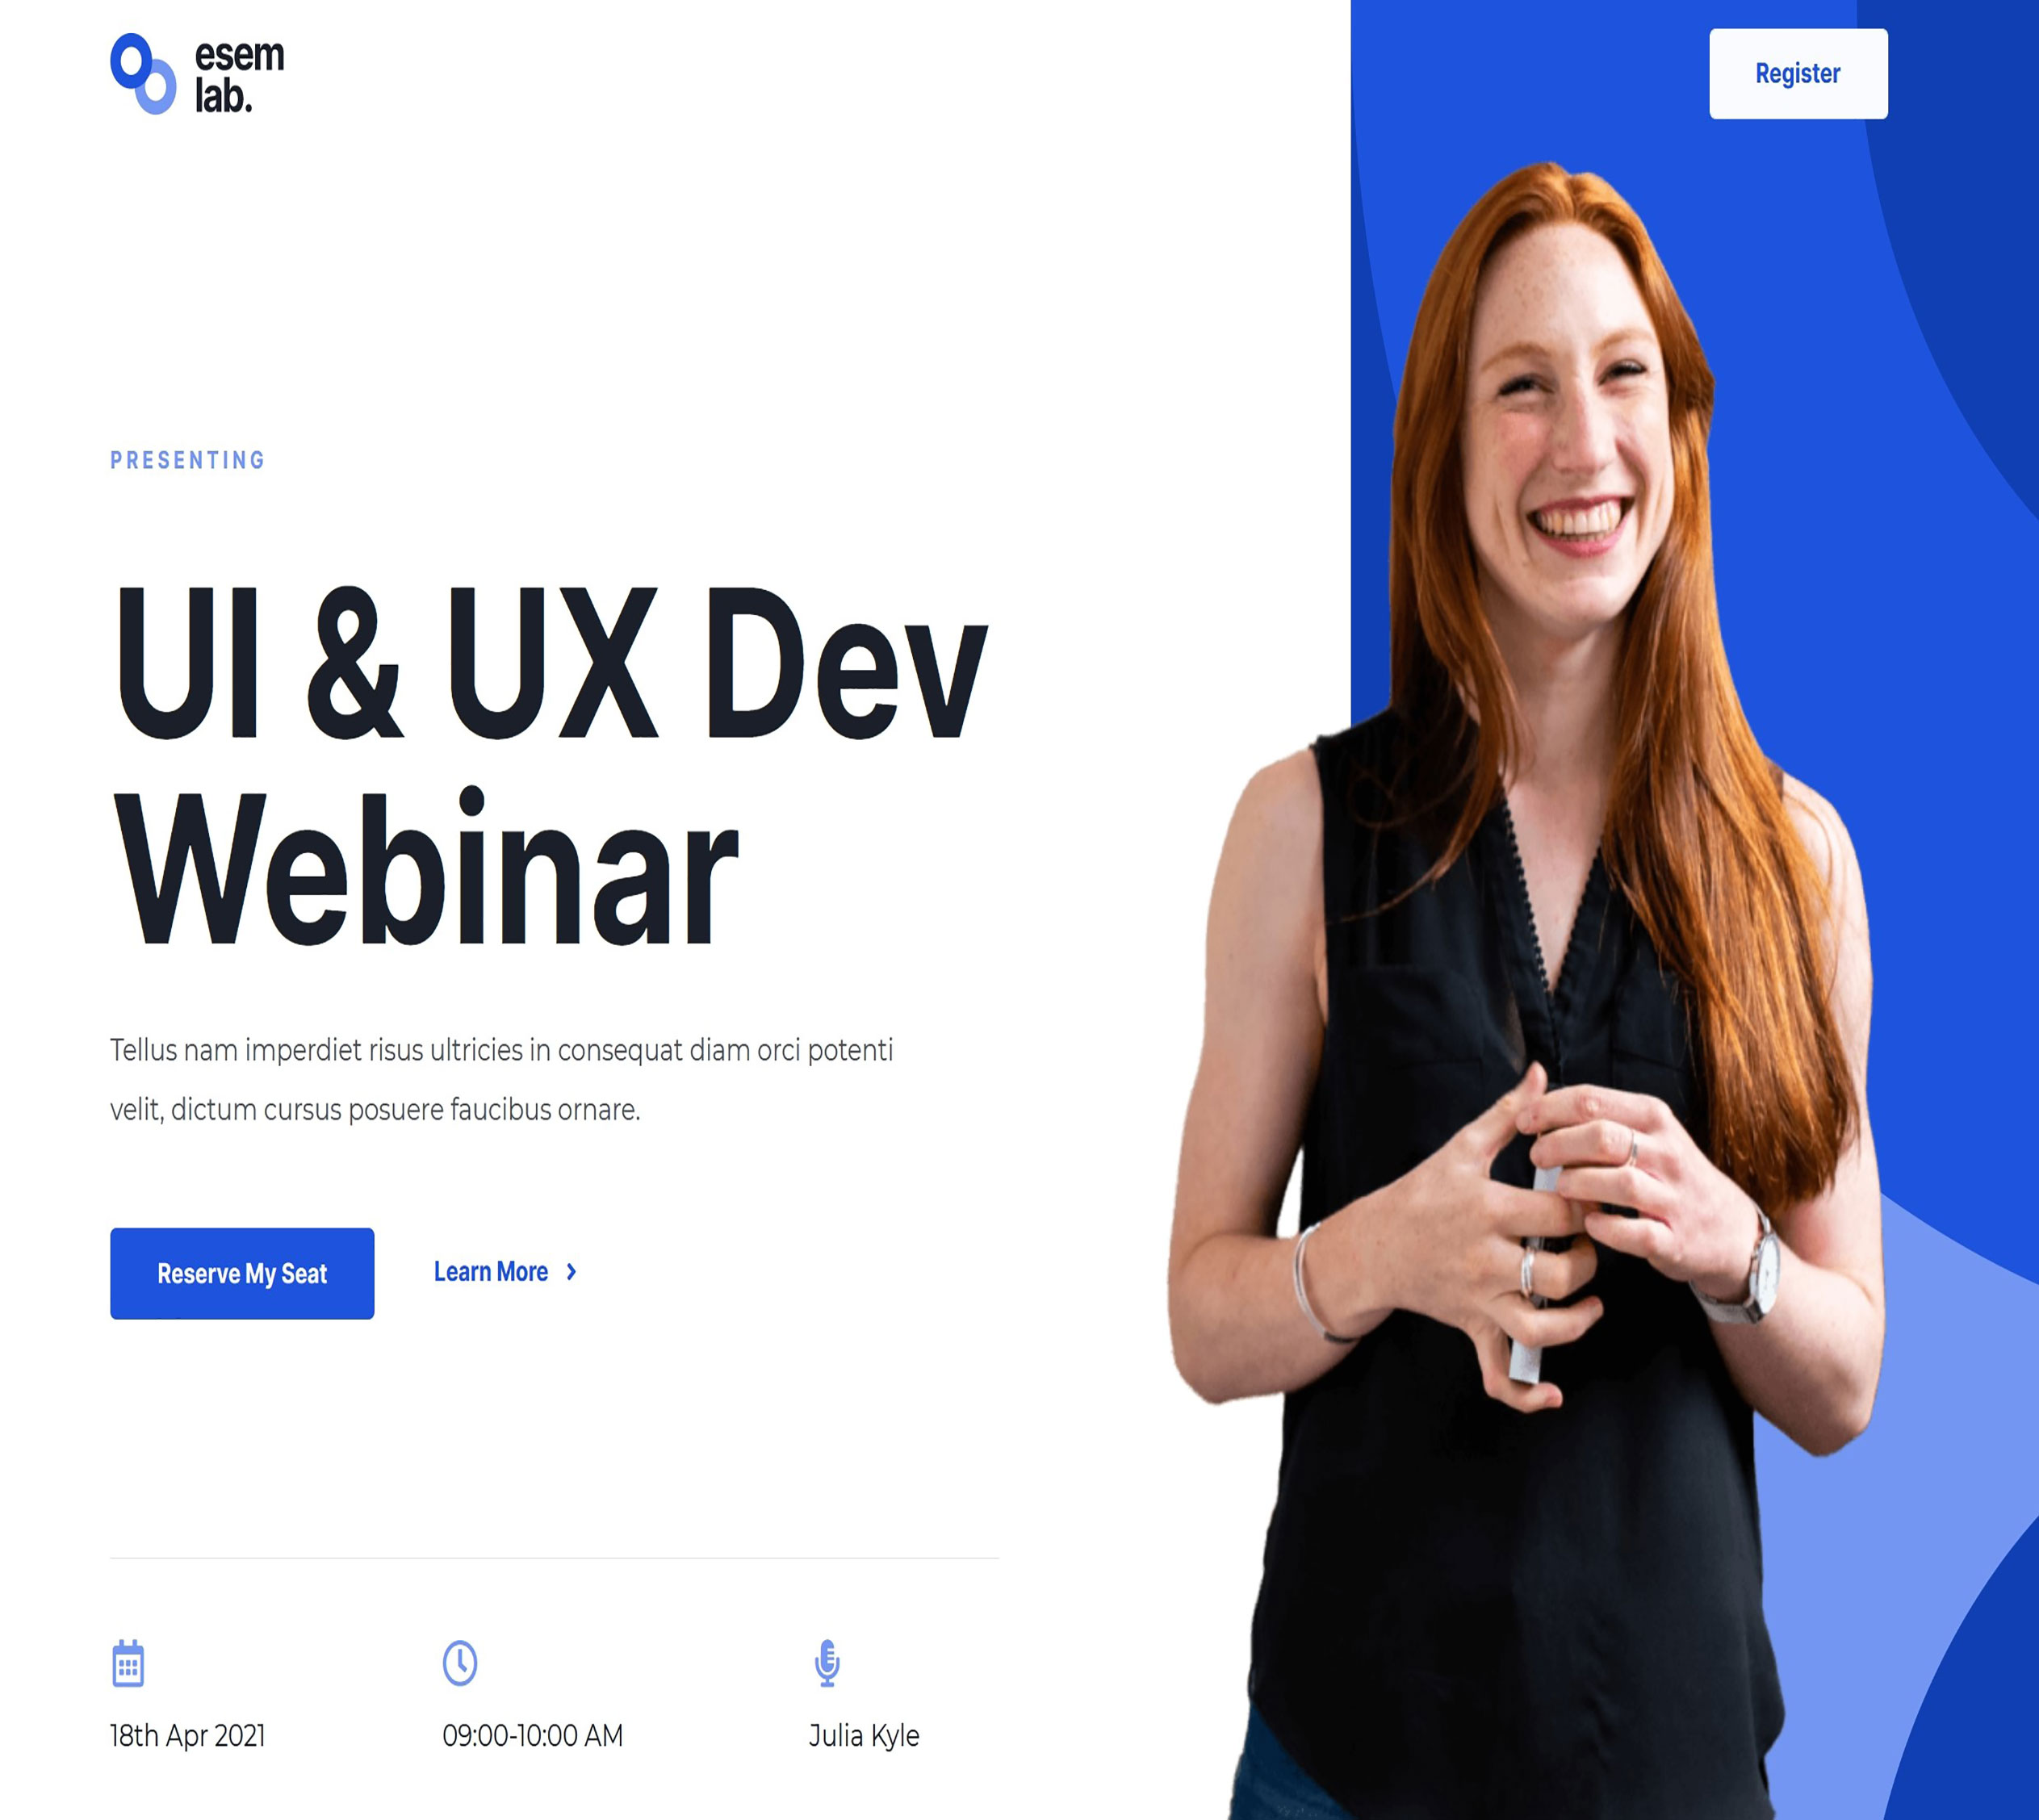 esem
lab.
Register
PRESENTING
UI & UX Dev
Webinar
Tellus nam imperdiet risus ultricies in consequat diam orci potenti
velit, dictum cursus posuere faucibus ornare.
Reserve My Seat
Learn More
18th Apr 2021
09:00-10:00 AM
Julia Kyle